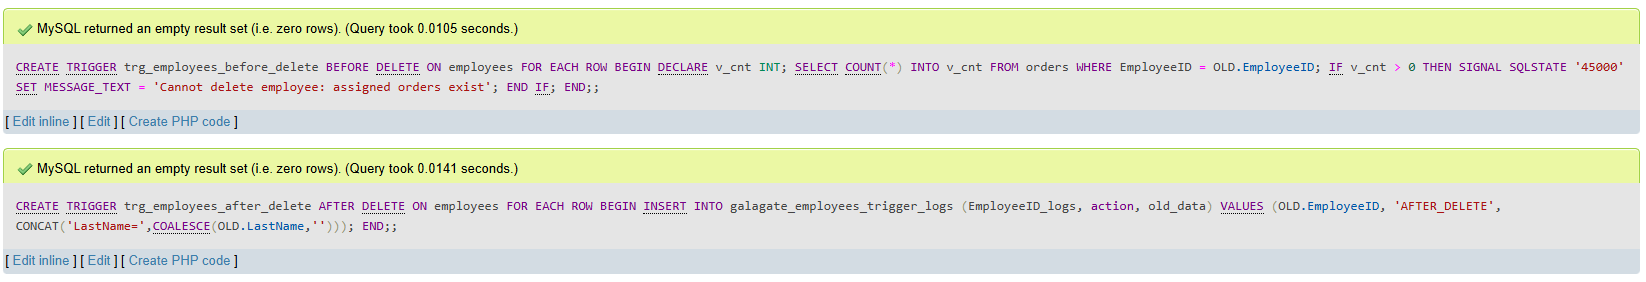 MySQL returned an empty result set (i.e. zero rows). (Query took 0.0105 seconds.)
CREATE TRIGGER trg_employees_before_delete BEFORE DELETE ON employees FOR EACH ROW BEGIN DECLARE v_cnt INT; SELECT COUNT(*) INTO v_cnt FROM orders WHERE EmployeeID = OLD.EmployeeID; IF v_cnt > 0 THEN SIGNAL SQLSTATE '45000'
SET MESSAGE_TEXT = 'Cannot delete employee: assigned orders exist'; END IF; END;;
[ Edit inline ] [ Edit ] [ Create PHP code ]
MySQL returned an empty result set (i.e. zero rows). (Query took 0.0141 seconds.)
CREATE TRIGGER trg_employees_after_delete AFTER DELETE ON employees FOR EACH ROW BEGIN INSERT INTO galagate_employees_trigger_logs (EmployeeID_logs, action, old_data) VALUES (OLD.EmployeeID, 'AFTER_DELETE',
CONCAT('LastName=',COALESCE(OLD.LastName,''))); END;;
[ Edit inline ] [ Edit ] [ Create PHP code ]